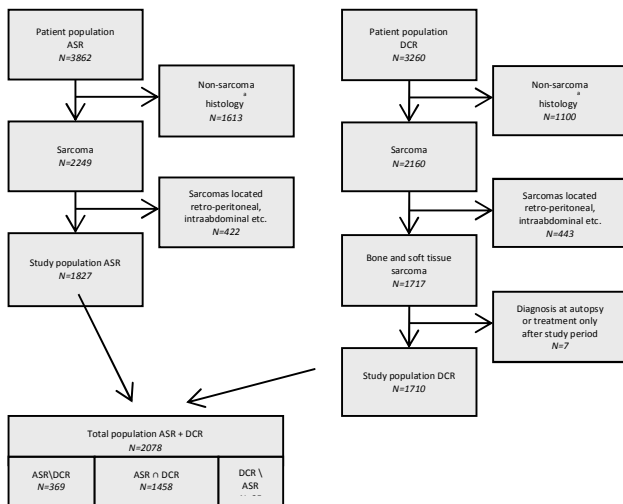 Patient population
ASR
N=3862
Non-sarcoma
histology a
N=1613
Sarcoma
N=2249
Sarcomas located
retro-peritoneal,
intraabdominal etc.
N=422
Study population ASR
N=1827
Patient population
DCR
N=3260
Non-sarcoma
histology a
N=1100
Sarcoma
N=2160
Sarcomas located
retro-peritoneal,
intraabdominal etc.
N=443
Bone and soft tissue
sarcoma
N=1717
Diagnosis at autopsy
or treatment only
after study period
N=7
Study population DCR
N=1710
Total population ASR + DCR
N=2078
ASR\DCR
N=369
ASR ∩ DCR
N=1458
DCR \
ASR